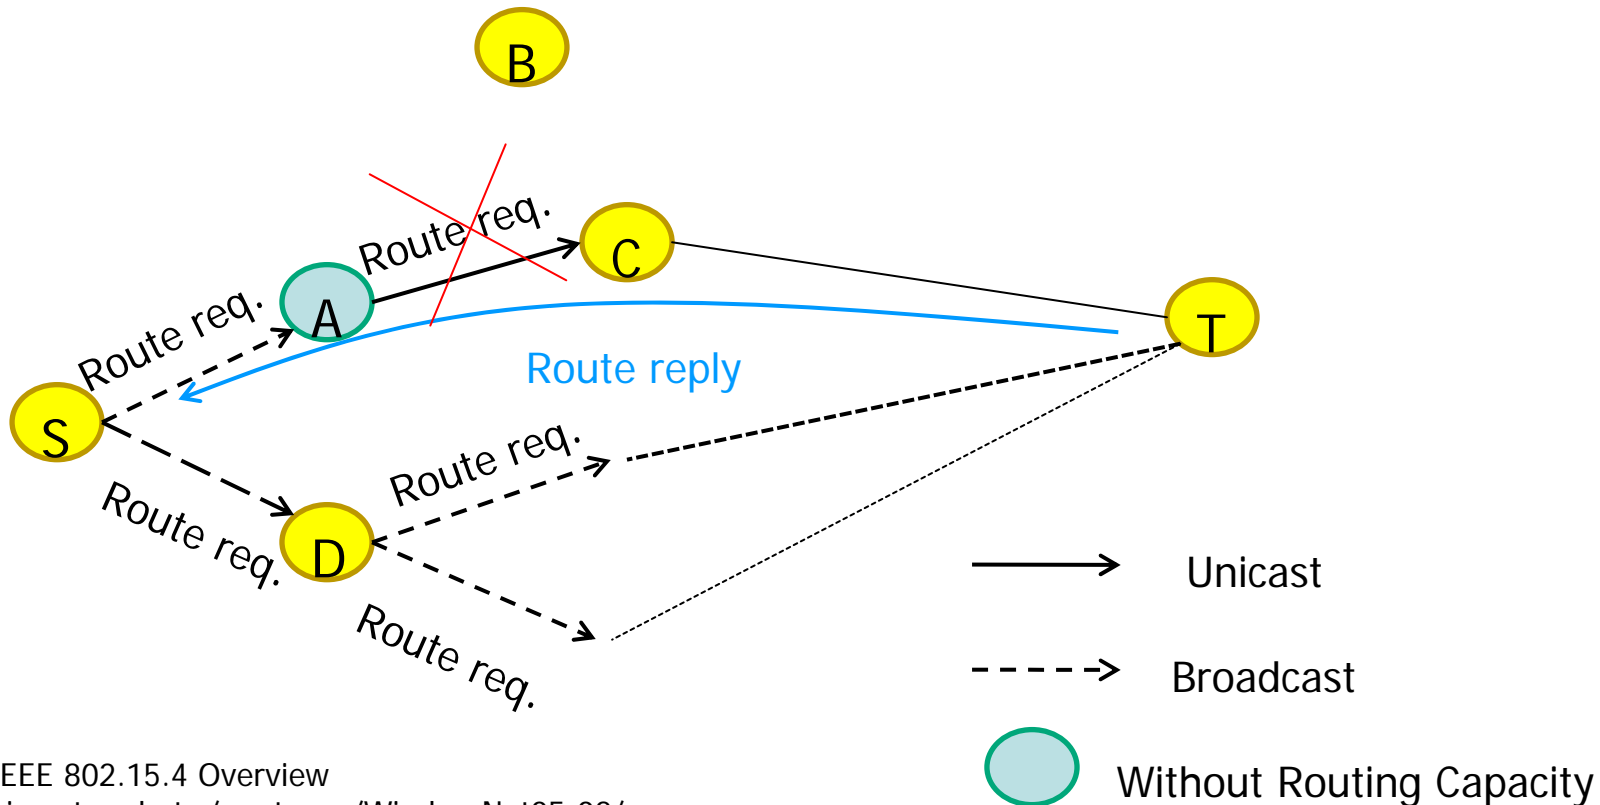 B
Route req.
C
A
Route req.
T
Route reply
S
Route req.
Route req.
D
Unicast
Route req.
Broadcast
EEE 802.15.4 Overview
Without Routing Capacity